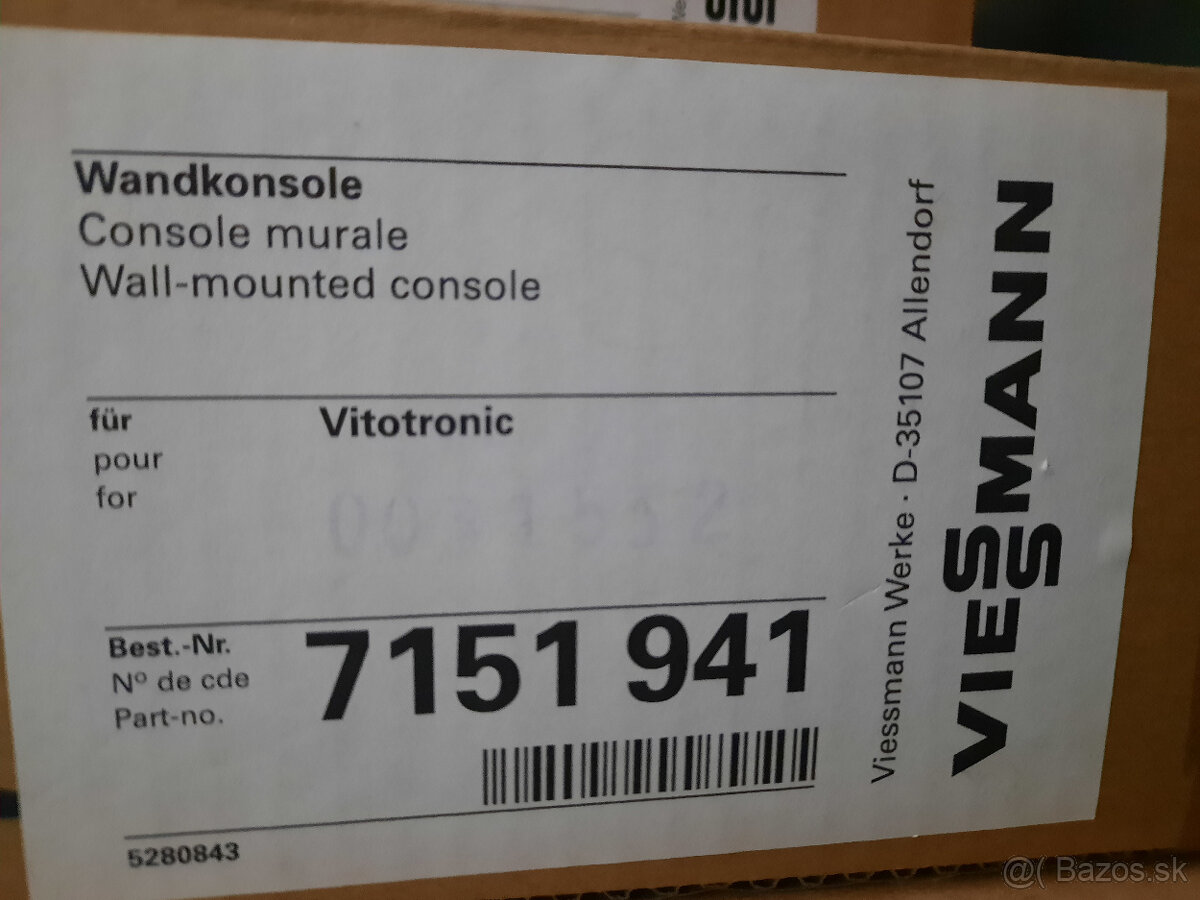 Wandkonsole
Console murale
Wall-mounted console
für
pour
for
Vitotronic
Best.-Nr.
Nº de cde
Part-no.
7151 941
5280843
Viessmann Werke · D-35107 Allendorf
VIESSMANN
Bazos.sk